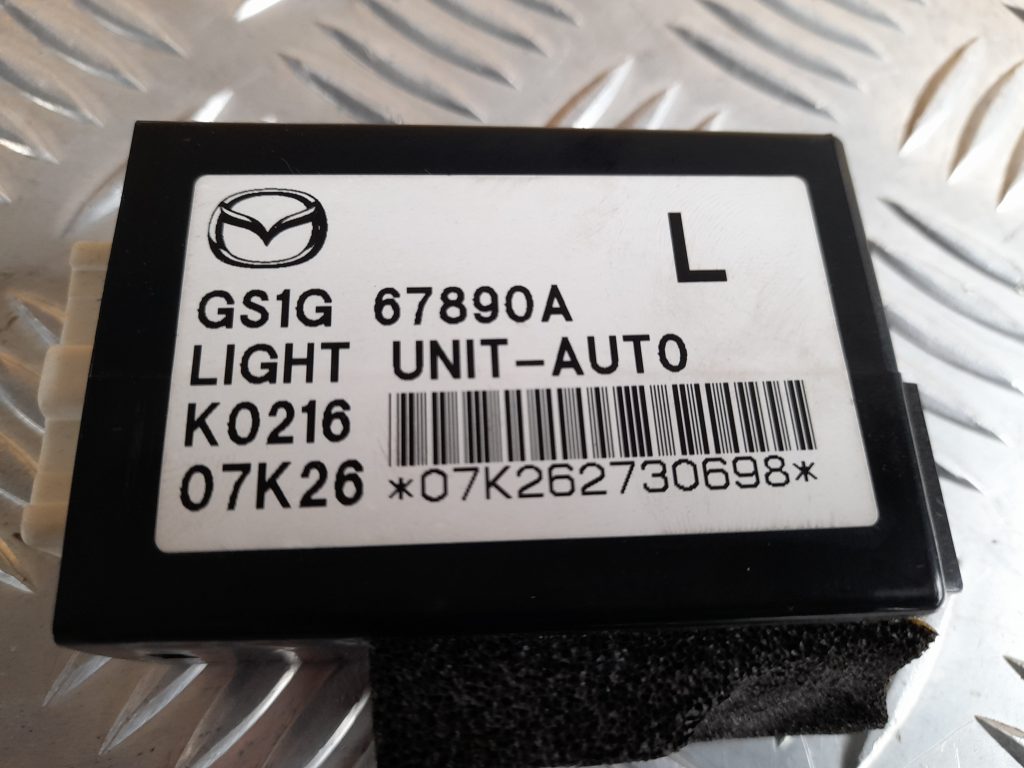 L
GS1G 67890A
LIGHT UNIT-AUTO
K0216
07K26 *07K262730698*